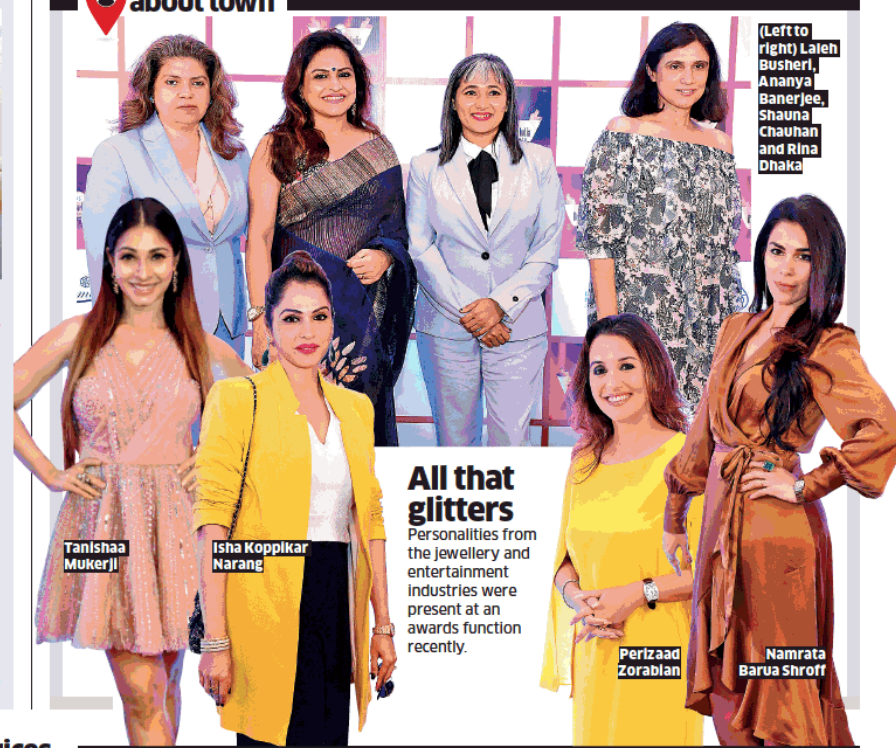 about town
(Left to
right) Laleh
Busheri,
Ananya
Banerjee,
Shauna
Chauhan
and Rina
Dhaka
All that
glitters
Personalities from
the jewellery and
entertainment
industries were
present at an
awards function
recently.
Tanishaa
Mukerji
Isha Koppikar
Narang
Perizaad
Zorabian
Namrata
Barua Shroff